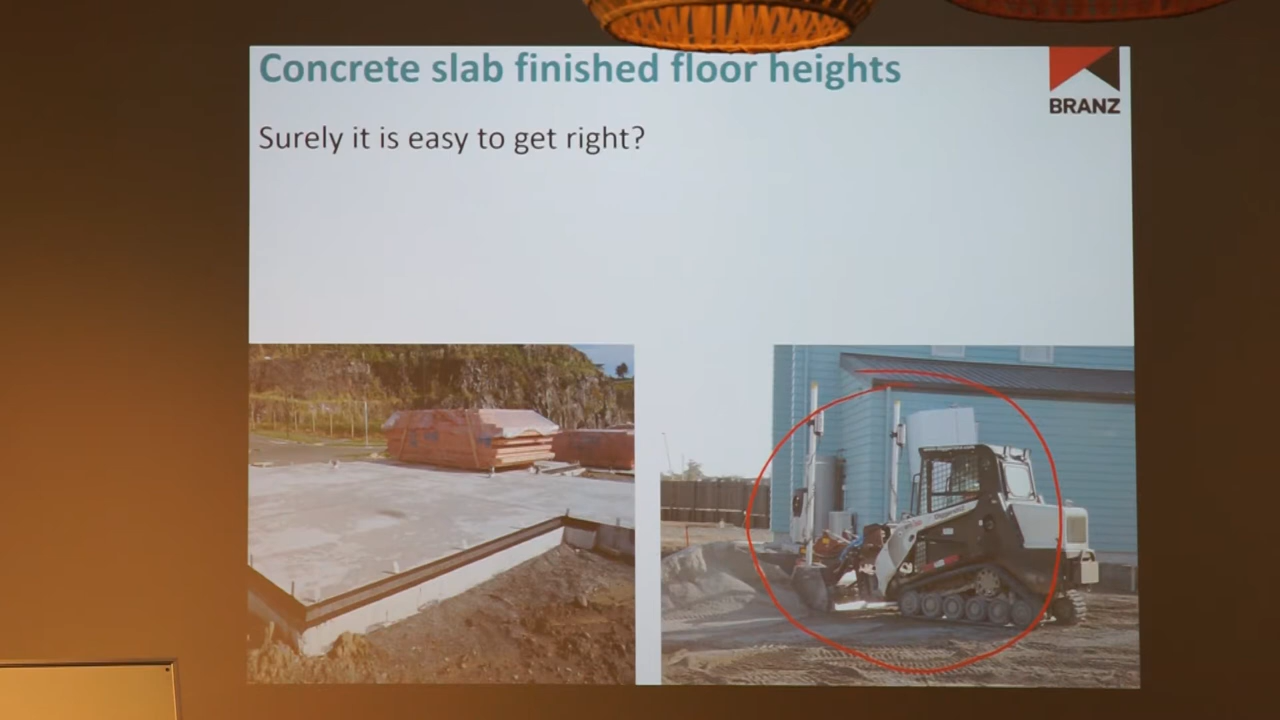 Concrete slab finished floor heights
BRANZ
Surely it is easy to get right?